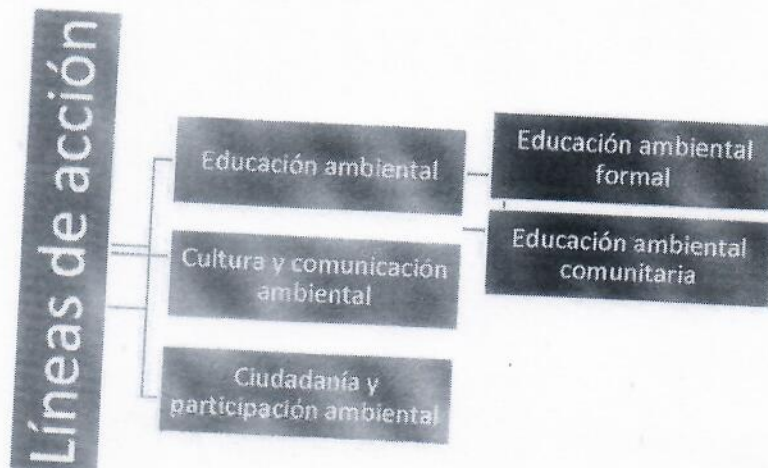 Líneas de acción
Educación ambiental
Educación ambiental
formal
Educación ambiental
comunitaria
Cultura y comunicación
ambiental
Ciudadanía y
participación ambiental